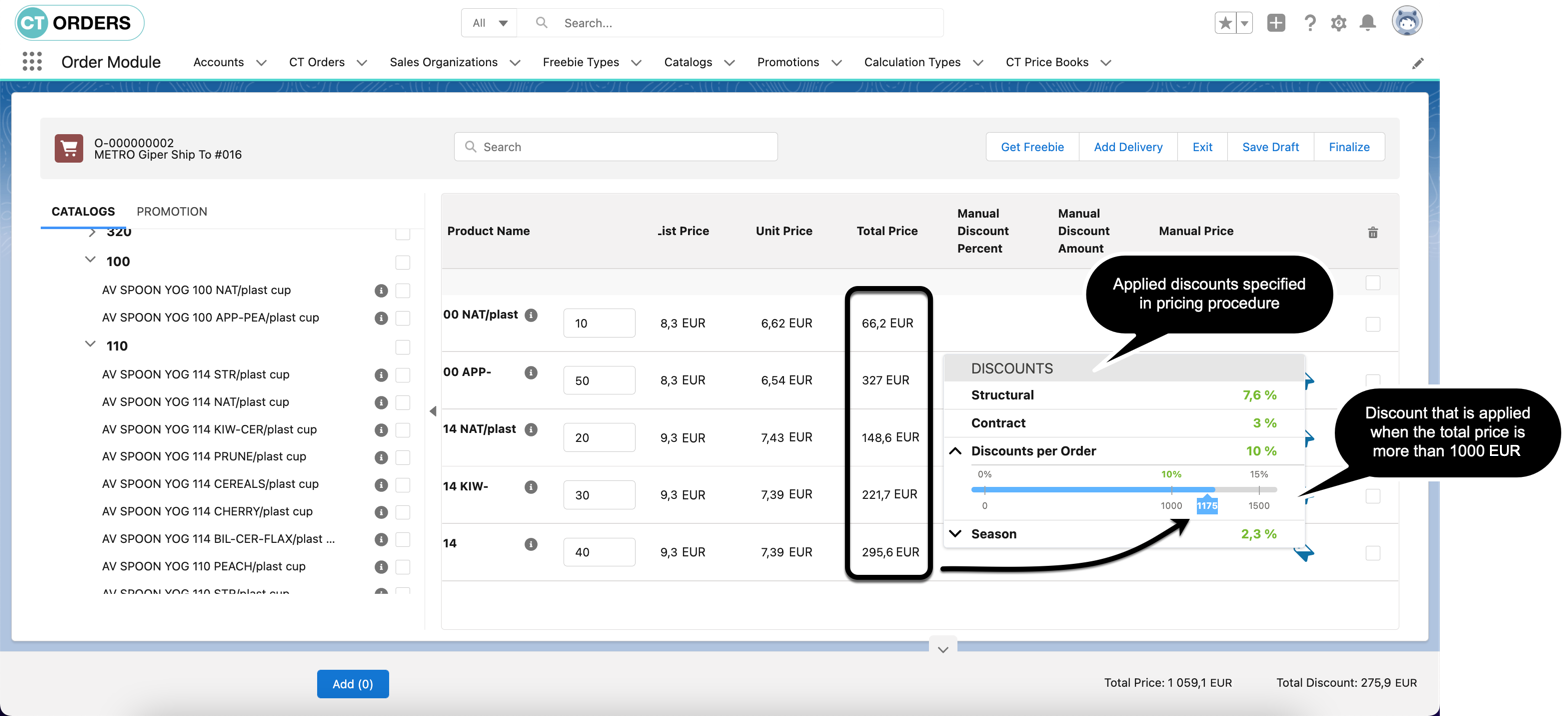 CT ORDERS
All
Search...
Order Module
Accounts
CT Orders
Sales Organizations
Freebie Types
Catalogs
Promotions
Calculation Types
CT Price Books
O-000000002
METRO Giper Ship To #016
Search
Get Freebie
Add Delivery
Exit
Save Draft
Finalize
CATALOGS
PROMOTION
320
100
AV SPOON YOG 100 NAT/plast cup
AV SPOON YOG 100 APP-PEA/plast cup
110
AV SPOON YOG 114 STR/plast cup
AV SPOON YOG 114 NAT/plast cup
AV SPOON YOG 114 KIW-CER/plast cup
AV SPOON YOG 114 PRUNE/plast cup
AV SPOON YOG 114 CEREALS/plast cup
AV SPOON YOG 114 CHERRY/plast cup
AV SPOON YOG 114 BIL-CER-FLAX/plast ...
AV SPOON YOG 110 PEACH/plast cup
AV SPOON YOG 110 STR/plast cup
Product Name
List Price
Unit Price
Total Price
Manual
Discount
Percent
Manual
Discount
Amount
Manual Price
00 NAT/plast
10
8,3 EUR
6,62 EUR
66,2 EUR
00 APP-
50
8,3 EUR
6,54 EUR
327 EUR
14 NAT/plast
20
9,3 EUR
7,43 EUR
148,6 EUR
14 KIW-
30
9,3 EUR
7,39 EUR
221,7 EUR
14
40
9,3 EUR
7,39 EUR
295,6 EUR
Applied discounts specified
in pricing procedure
DISCOUNTS
Structural
7,6 %
Contract
3 %
Discounts per Order
10 %
0%
10%
15%
0
1000
1175
1500
Season
2,3 %
Discount that is applied
when the total price is
more than 1000 EUR
Add (0)
Total Price: 1 059,1 EUR
Total Discount: 275,9 EUR